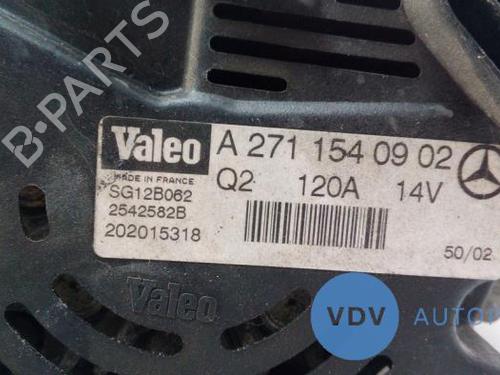 B-PARTS
Valeo
MADE IN FRANCE
SG12B062
2542582B
202015318
A 271 154 09 02
Q2 120A 14V
50/02
Valeo
VDV AUTO